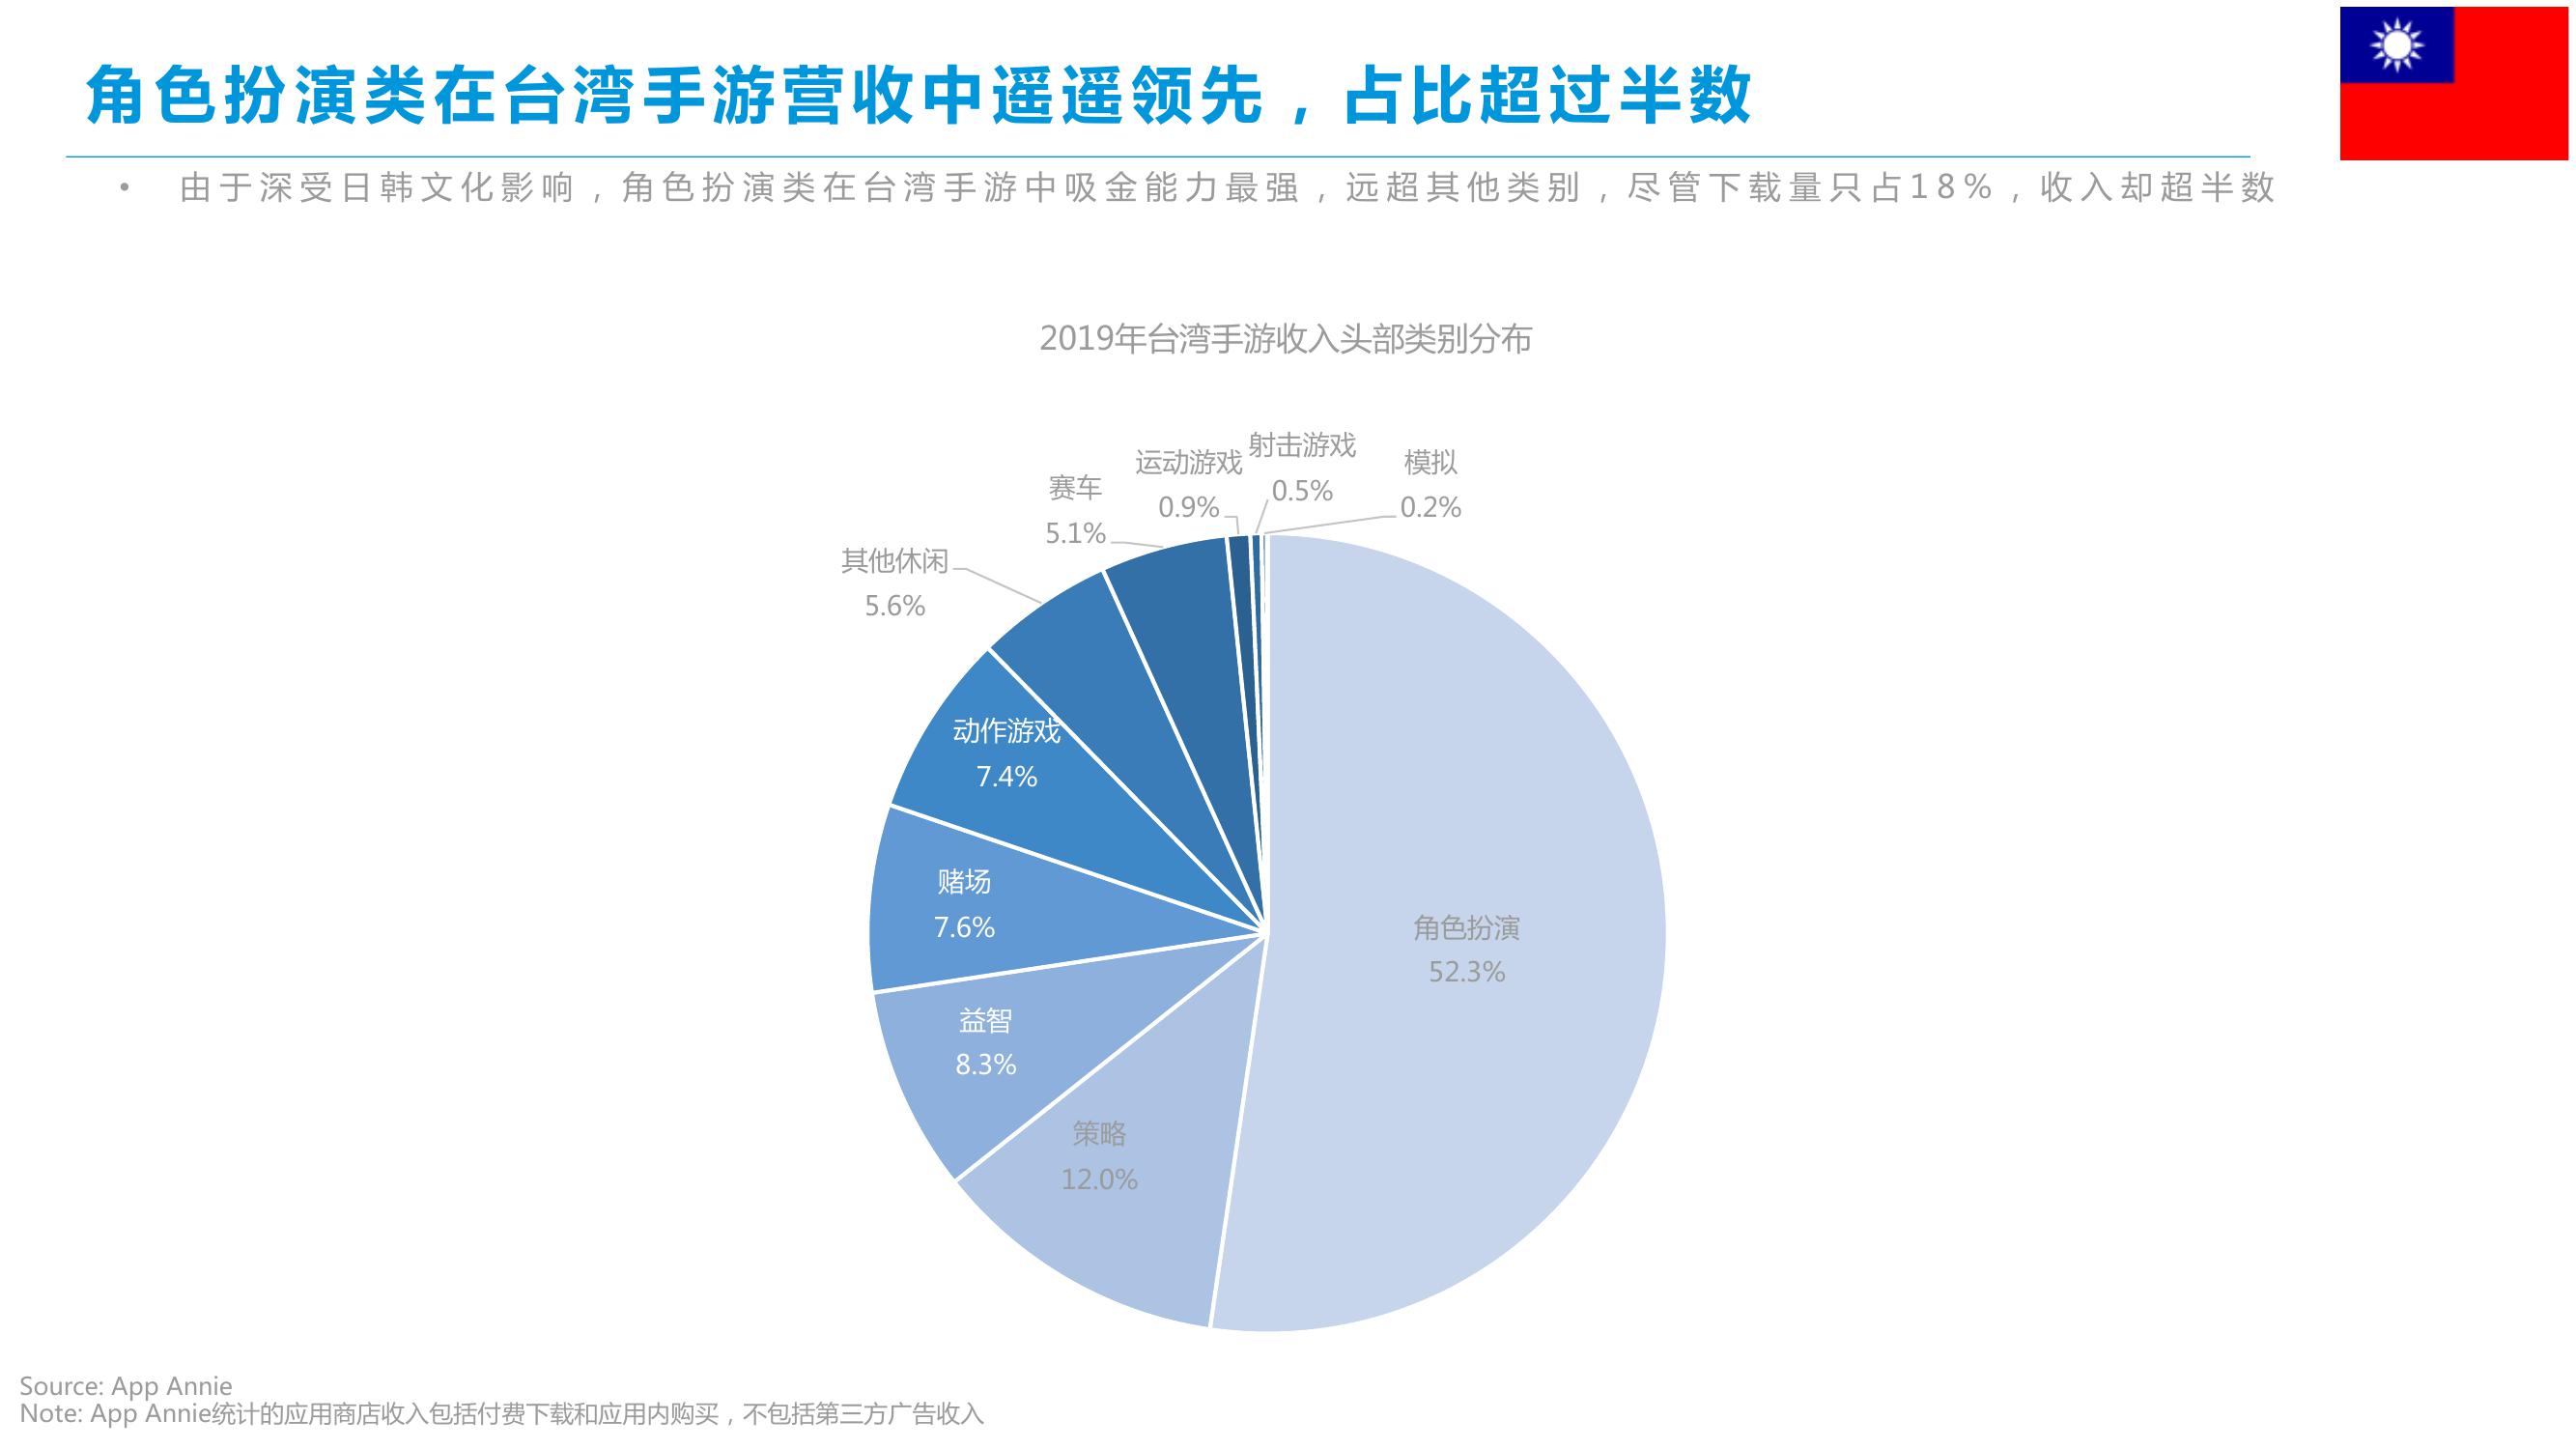 角色扮演类在台湾手游营收中遥遥领先，占比超过半数
• 由于深受日韩文化影响，角色扮演类在台湾手游中吸金能力最强，远超其他类别，尽管下载量只占18%，收入却超半数
2019年台湾手游收入头部类别分布
射击游戏
0.5%
运动游戏
0.9%
模拟
0.2%
赛车
5.1%
其他休闲
5.6%
动作游戏
7.4%
赌场
7.6%
角色扮演
52.3%
益智
8.3%
策略
12.0%
Source: App Annie
Note: App Annie统计的应用商店收入包括付费下载和应用内购买，不包括第三方广告收入